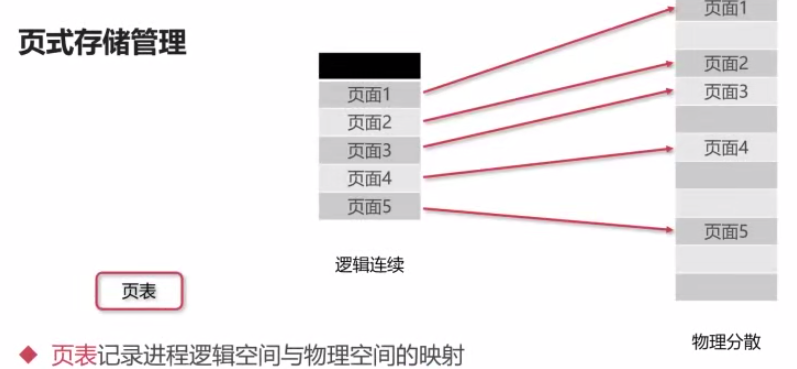 页式存储管理
页面1
页面2
页面3
页面4
页面5
逻辑连续
页面1
页面2
页面3
页面4
页面5
物理分散
页表
页表记录进程逻辑空间与物理空间的映射